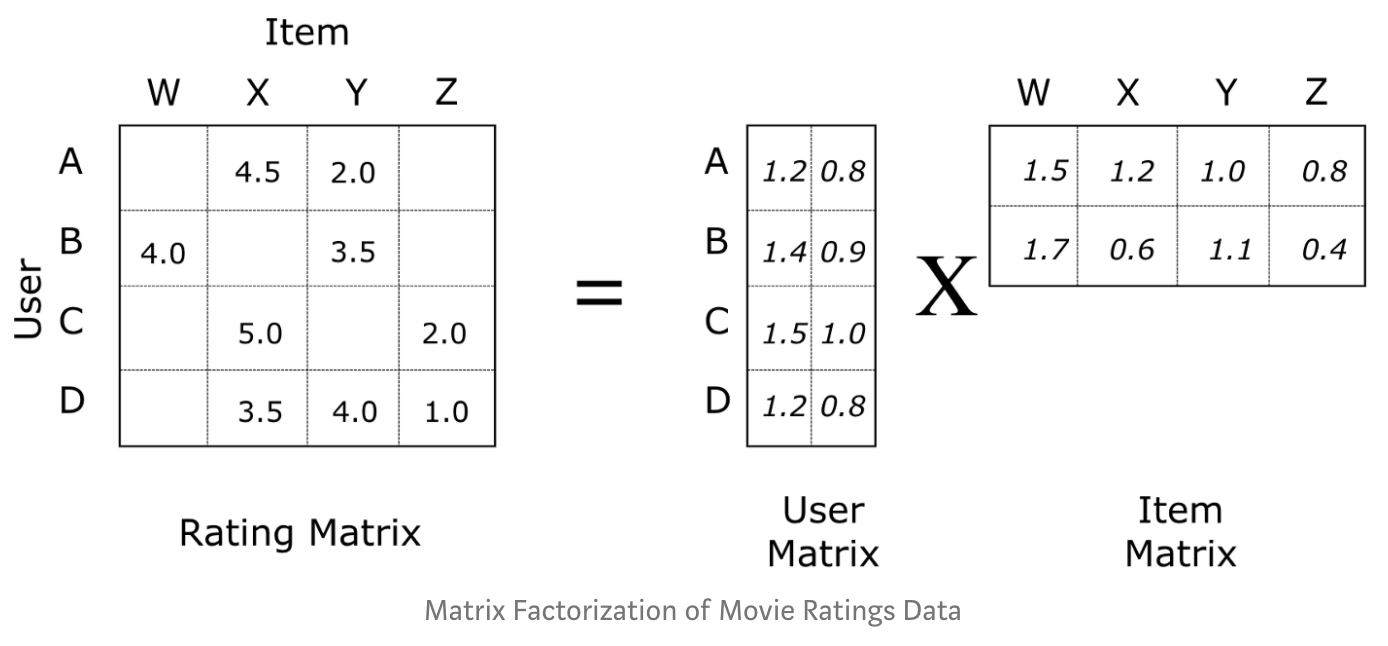 Item
W X Y Z W X Y Z
A 4.5 2.0 A 1.2 0.8 1.5 1.2 1.0 0.8
B 4.0 3.5 B 1.4 0.9 1.7 0.6 1.1 0.4
User
= X
C 5.0 2.0 C 1.5 1.0
D 3.5 4.0 1.0 D 1.2 0.8
Rating Matrix
User
Matrix
Item
Matrix
Matrix Factorization of Movie Ratings Data